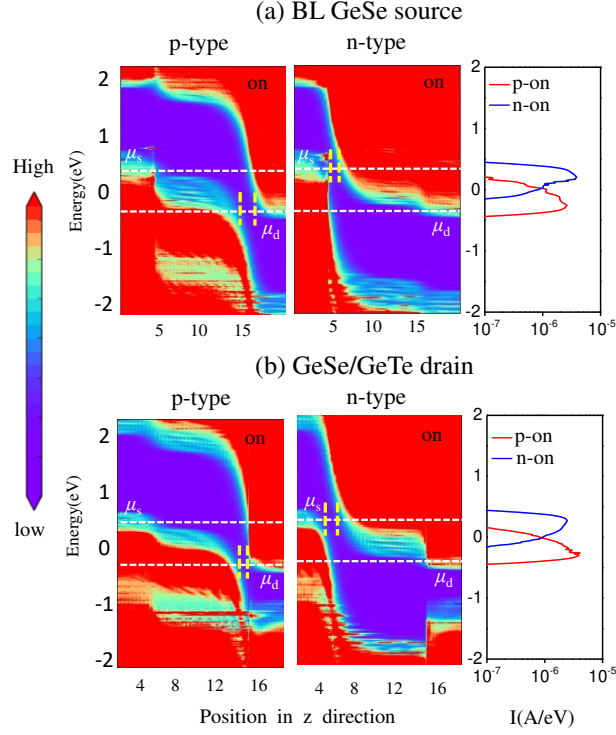 (a) BL GeSe source
p-type
n-type
High
low
Energy(eV)
2
1
0
-1
-2
on
μs
μd
5
10
15
on
μs
μd
5
10
15
p-on
n-on
2
1
0
-1
-2
10-7
10-6
10-5
(b) GeSe/GeTe drain
p-type
n-type
Energy(eV)
2
1
0
-1
-2
on
μs
μd
4
8
12
16
on
μs
μd
4
8
12
16
p-on
n-on
2
1
0
-1
-2
10-7
10-6
10-5
Position in z direction
I(A/eV)